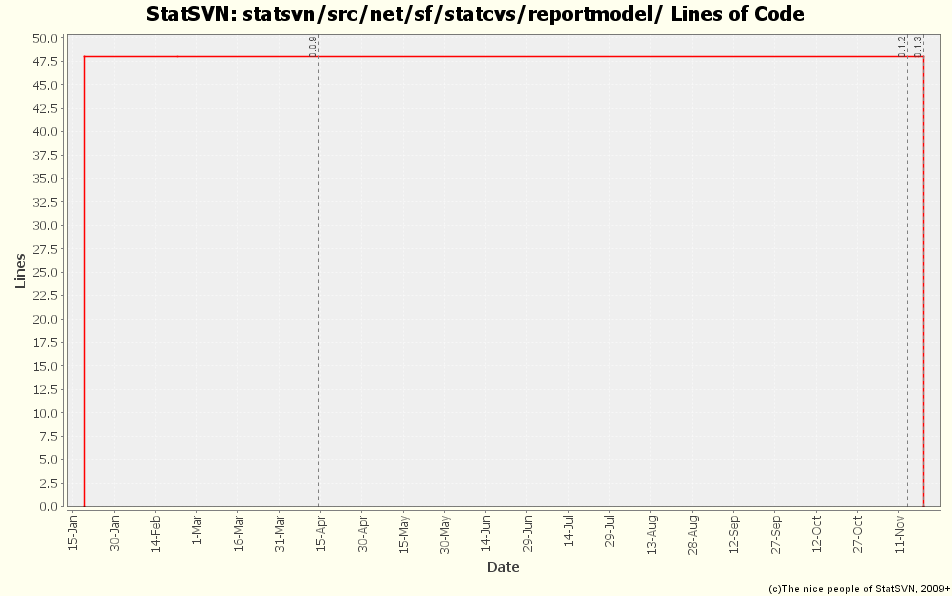 StatSVN: statsvn/src/net/sf/statcvs/reportmodel/ Lines of Code
50.0
47.5
45.0
42.5
40.0
37.5
35.0
32.5
30.0
27.5
25.0
22.5
20.0
17.5
15.0
12.5
10.0
7.5
5.0
2.5
0.0
Lines
0.0.9
0.1.2
0.1.3
15-Jan
30-Jan
14-Feb
1-Mar
16-Mar
31-Mar
15-Apr
30-Apr
15-May
30-May
14-Jun
29-Jun
14-Jul
29-Jul
13-Aug
28-Aug
12-Sep
27-Sep
12-Oct
27-Oct
11-Nov
Date
(c)The nice people of StatSVN, 2009+